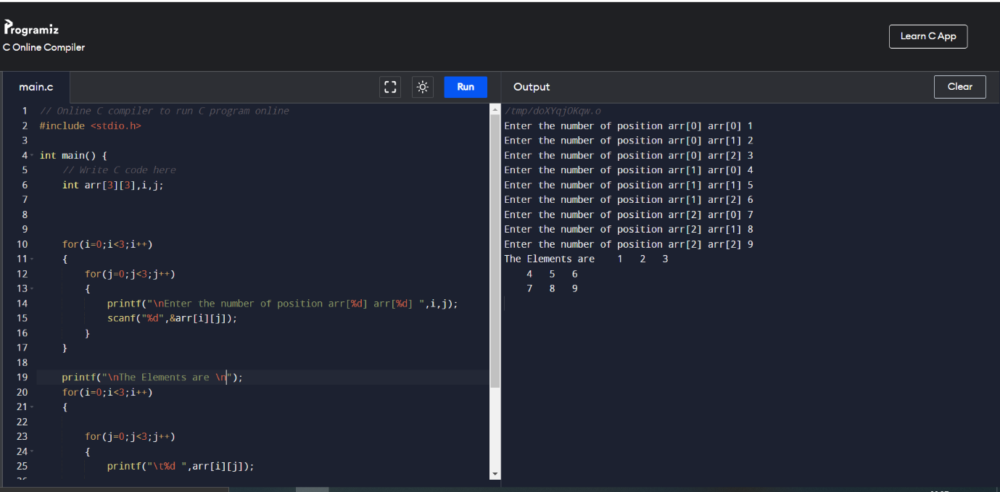 Programiz
C Online Compiler
Learn C App
main.c
Run
1 // Online C compiler to run C program online
2 #include <stdio.h>
3
4 int main() {
5 // Write C code here
6 int arr[3][3],i,j;
7
8
9
10 for(i=0;i<3;i++)
11 {
12 for(j=0;j<3;j++)
13 {
14 printf("\nEnter the number of position arr[%d] arr[%d] ",i,j);
15 scanf("%d",&arr[i][j]);
16 }
17 }
18
19 printf("\nThe Elements are \n");
20 for(i=0;i<3;i++)
21 {
22
23 for(j=0;j<3;j++)
24 {
25 printf("\t%d ",arr[i][j]);
Output
Clear
/tmp/doXYqjOKqw.o
Enter the number of position arr[0] arr[0] 1
Enter the number of position arr[0] arr[1] 2
Enter the number of position arr[0] arr[2] 3
Enter the number of position arr[1] arr[0] 4
Enter the number of position arr[1] arr[1] 5
Enter the number of position arr[1] arr[2] 6
Enter the number of position arr[2] arr[0] 7
Enter the number of position arr[2] arr[1] 8
Enter the number of position arr[2] arr[2] 9
The Elements are 1 2 3
4 5 6
7 8 9